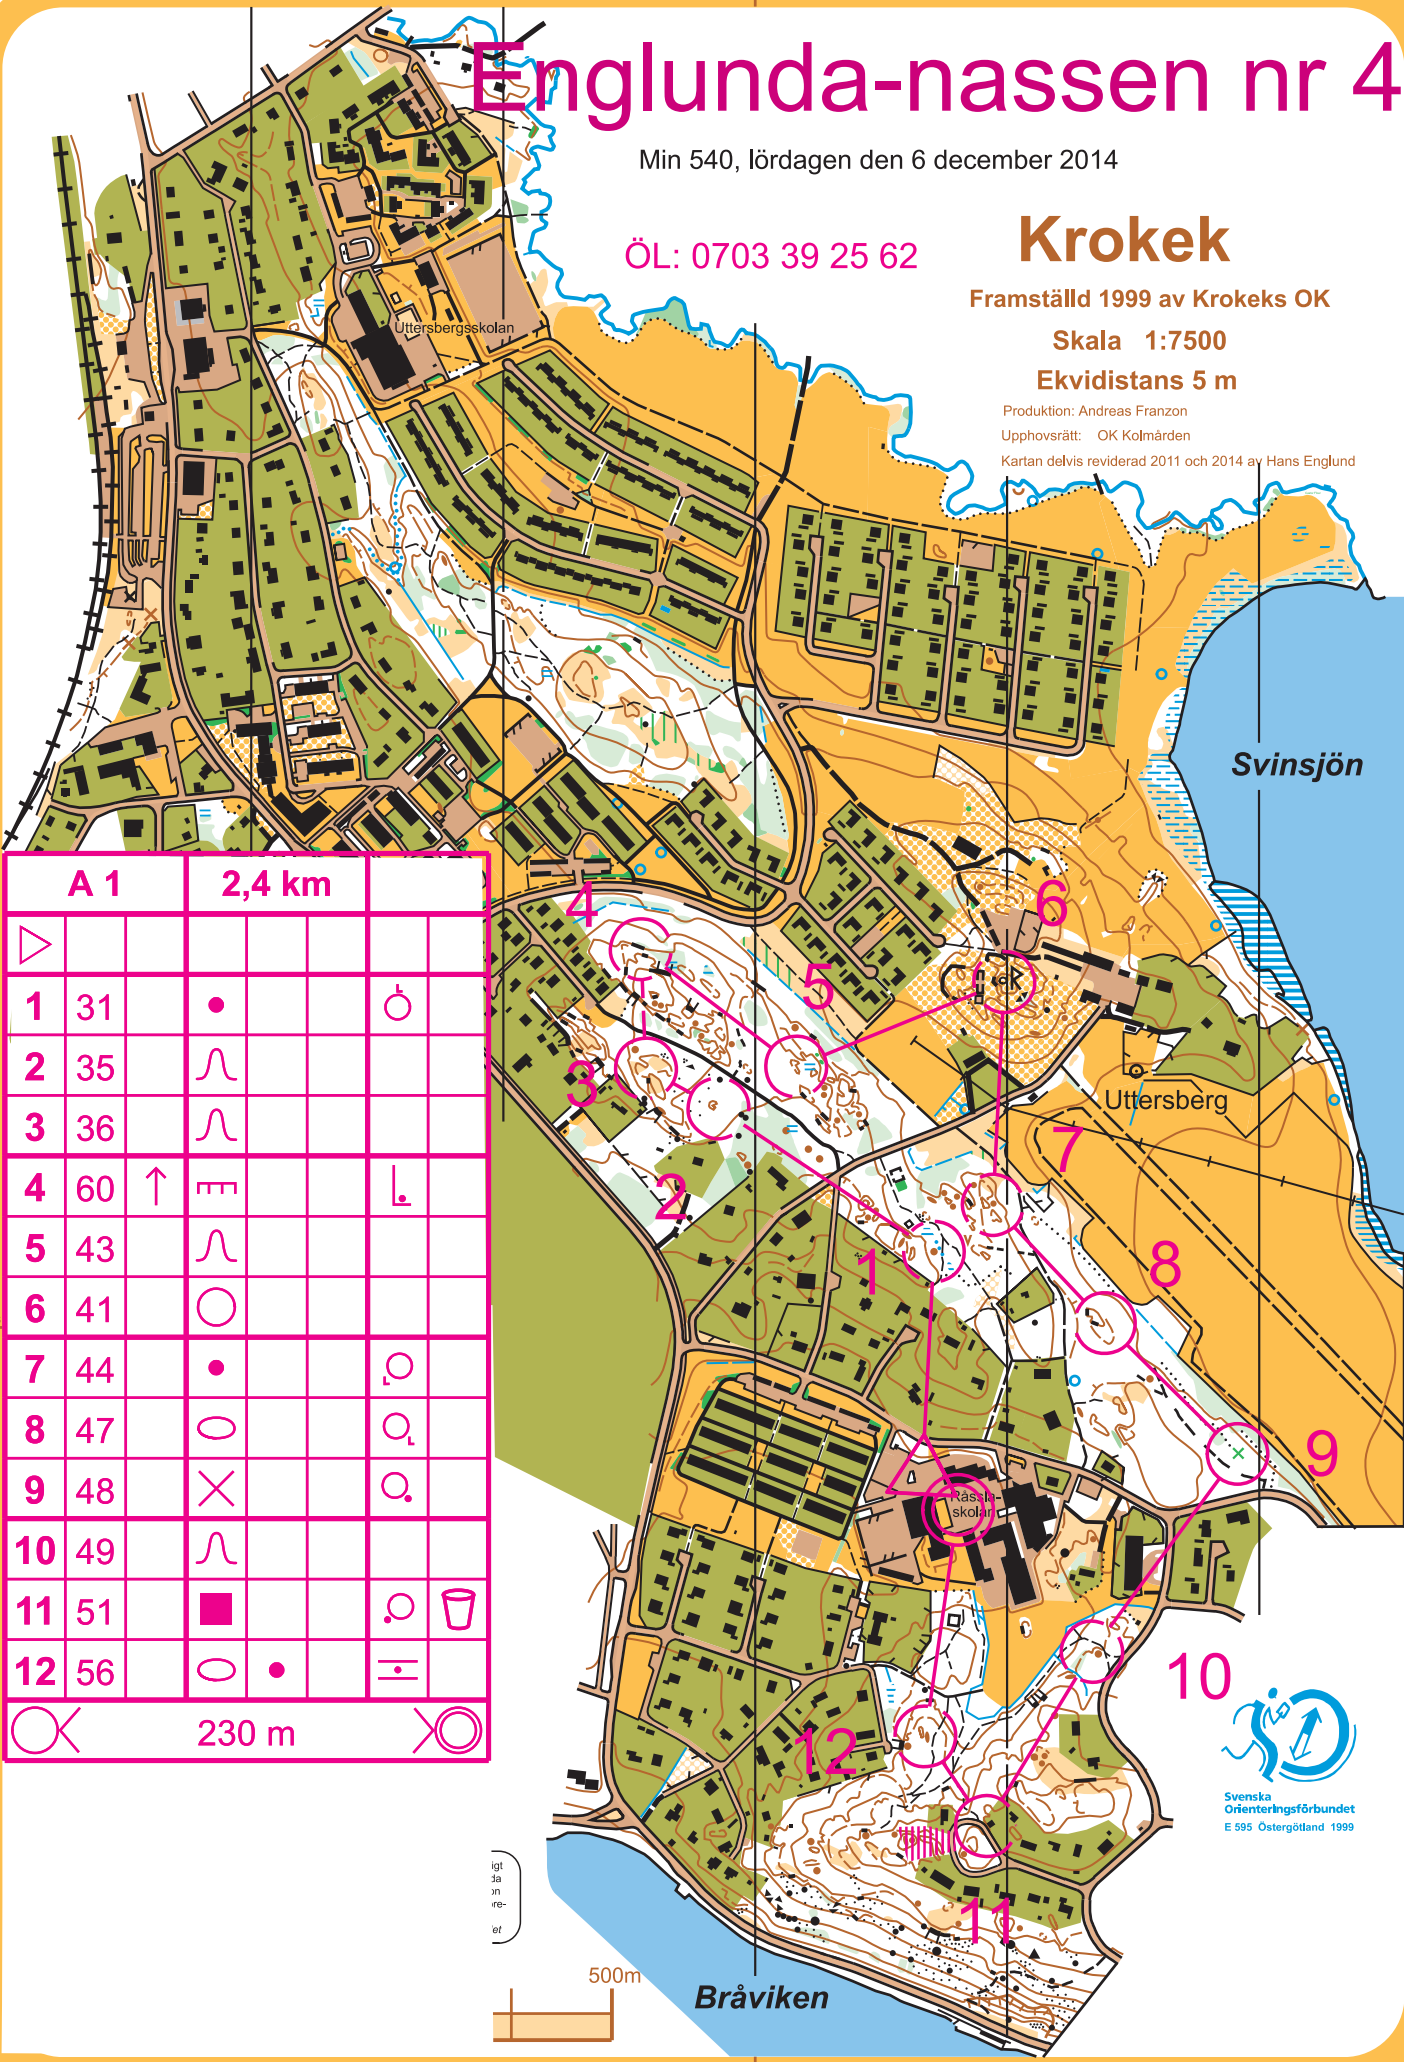 Englunda-nassen nr 4
Min 540, lördagen den 6 december 2014
ÖL: 0703 39 25 62
Krokek
Framställd 1999 av Krokeks OK
Skala 1:7500
Ekvidistans 5 m
Produktion: Andreas Franzon
Upphovsrätt: OK Kolmården
Kartan delvis reviderad 2011 och 2014 av Hans Englund
Uttersbergsskolan
Svinsjön
4
6
5
3
Uttersberg
7
2
1
8
9
Råssla-
skolan
10
12
11
A 1 2,4 km
1 31
2 35
3 36
4 60
5 43
6 41
7 44
8 47
9 48
10 49
11 51
12 56
230 m
Svenska
Orienteringsförbundet
E 595 Östergötland 1999
igt
da
on
re-
et
500m
Bråviken